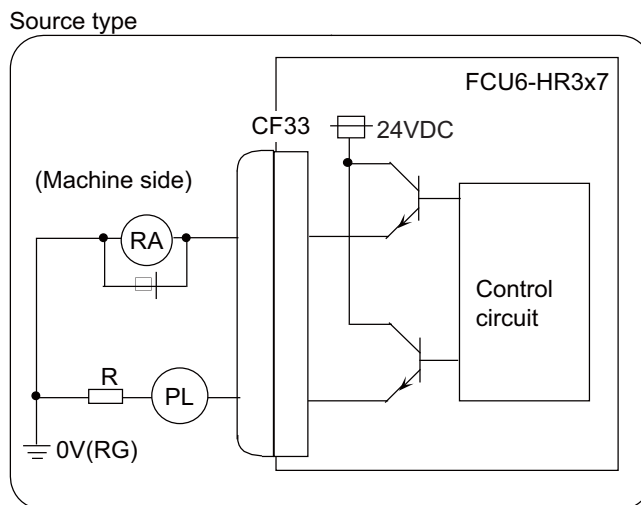 Source type
FCU6-HR3x7
CF33
24VDC
(Machine side)
RA
Control
circuit
R
PL
0V(RG)